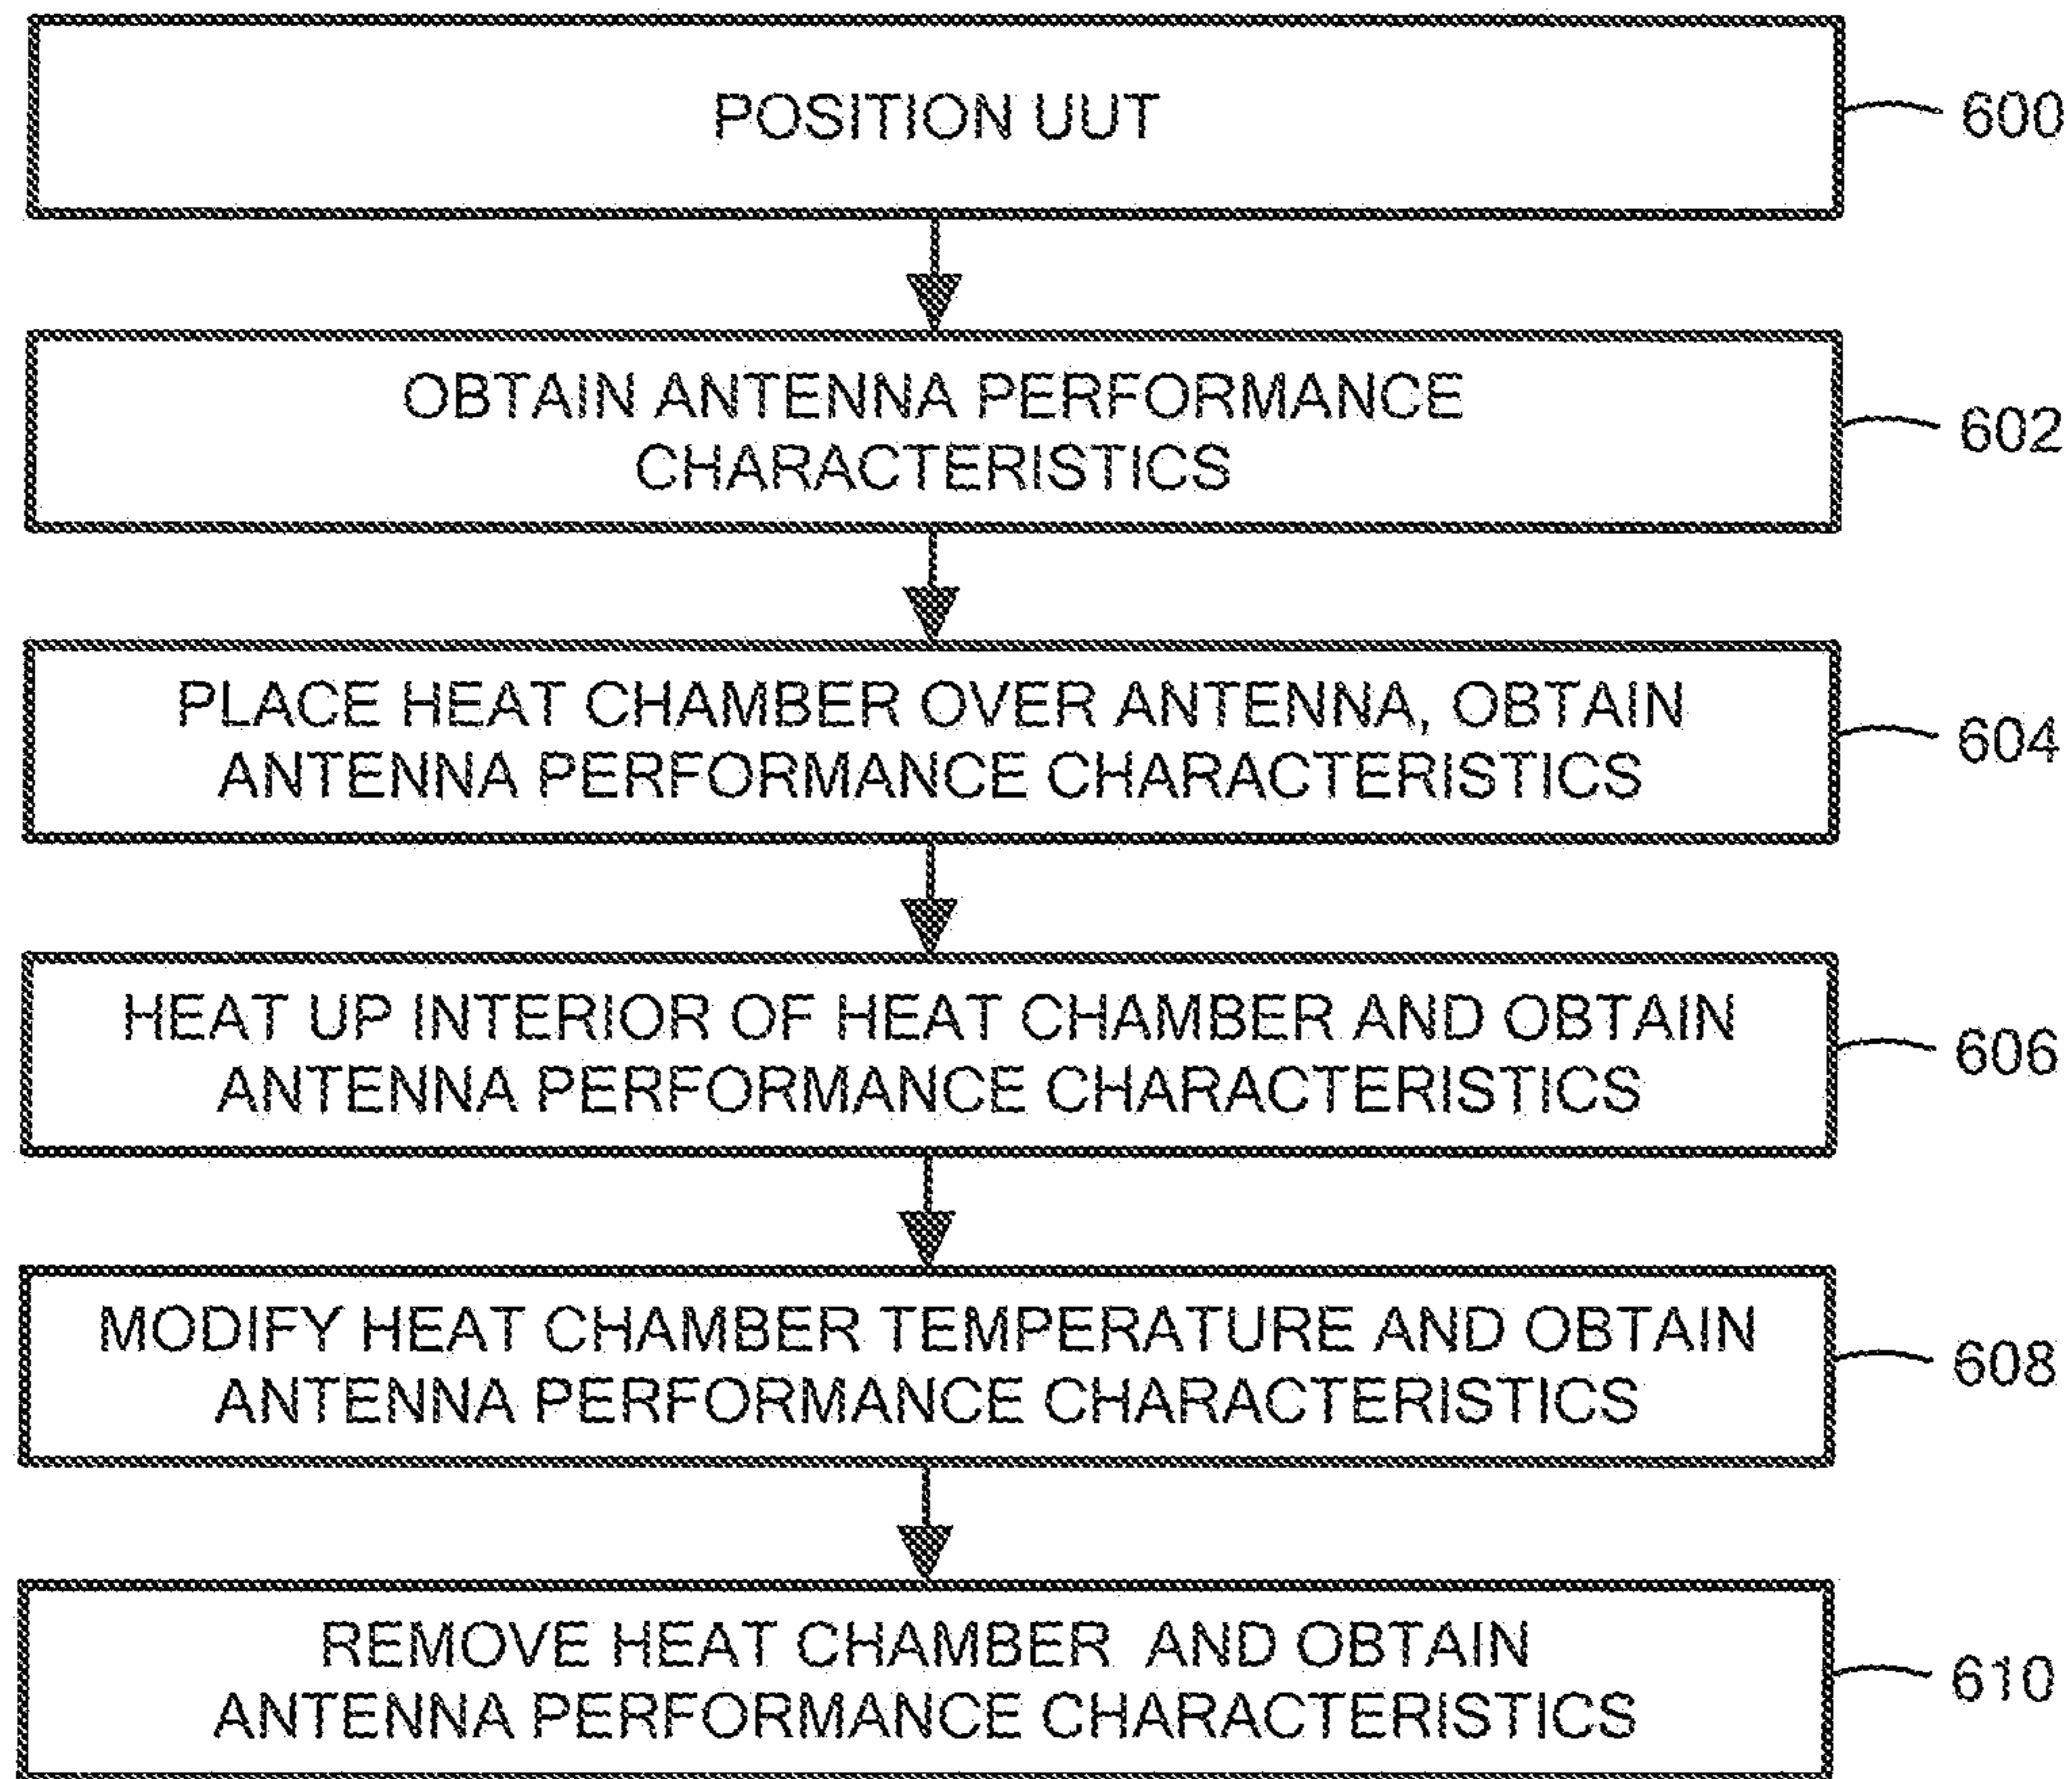 POSITION UUT
600
OBTAIN ANTENNA PERFORMANCE
CHARACTERISTICS
602
PLACE HEAT CHAMBER OVER ANTENNA, OBTAIN
ANTENNA PERFORMANCE CHARACTERISTICS
604
HEAT UP INTERIOR OF HEAT CHAMBER AND OBTAIN
ANTENNA PERFORMANCE CHARACTERISTICS
606
MODIFY HEAT CHAMBER TEMPERATURE AND OBTAIN
ANTENNA PERFORMANCE CHARACTERISTICS
608
REMOVE HEAT CHAMBER AND OBTAIN
ANTENNA PERFORMANCE CHARACTERISTICS
610